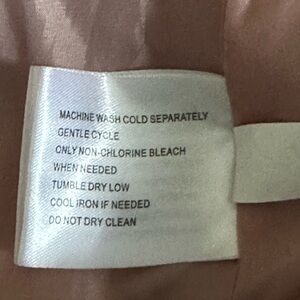 MACHINE WASH COLD SEPARATELY
GENTLE CYCLE
ONLY NON-CHLORINE BLEACH
WHEN NEEDED
TUMBLE DRY LOW
COOL IRON IF NEEDED
DO NOT DRY CLEAN